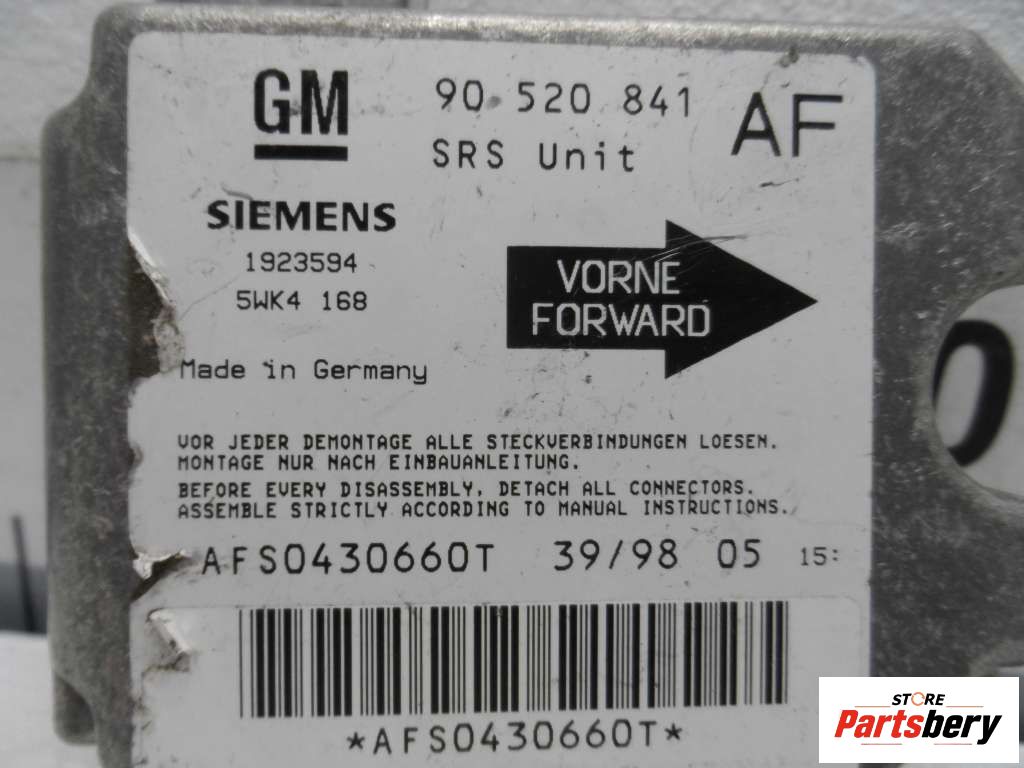 GM 90 520 841 AF
SRS Unit
SIEMENS
1923594
5WK4 168
VORNE
FORWARD
Made in Germany
VOR JEDER DEMONTAGE ALLE STECKVERBINDUNGEN LOESEN.
MONTAGE NUR NACH EINBAUANLEITUNG.
BEFORE EVERY DISASSEMBLY, DETACH ALL CONNECTORS.
ASSEMBLE STRICTLY ACCORDING TO MANUAL INSTRUCTIONS.
AFS0430660T 39/98 05 15:
*AFS0430660T*
STORE
Partsbery